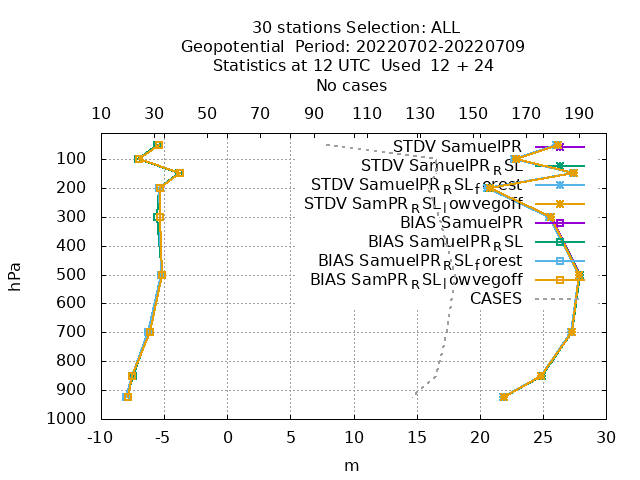 30 stations Selection: ALL
Geopotential  Period: 20220702-20220709
Statistics at 12 UTC  Used  12 + 24
No cases
10 30 50 70 90 110 130 150 170 190
100
200
300
400
500
600
700
800
900
1000
hPa
STDV SamuelPR
STDV SamuelPR_RSL
STDV SamuelPR_RSL_forest
STDV SamPR_RSL_lowvegoff
BIAS SamuelPR
BIAS SamuelPR_RSL
BIAS SamuelPR_RSL_forest
BIAS SamPR_RSL_lowvegoff
CASES
-10 -5 0 5 10 15 20 25 30
m